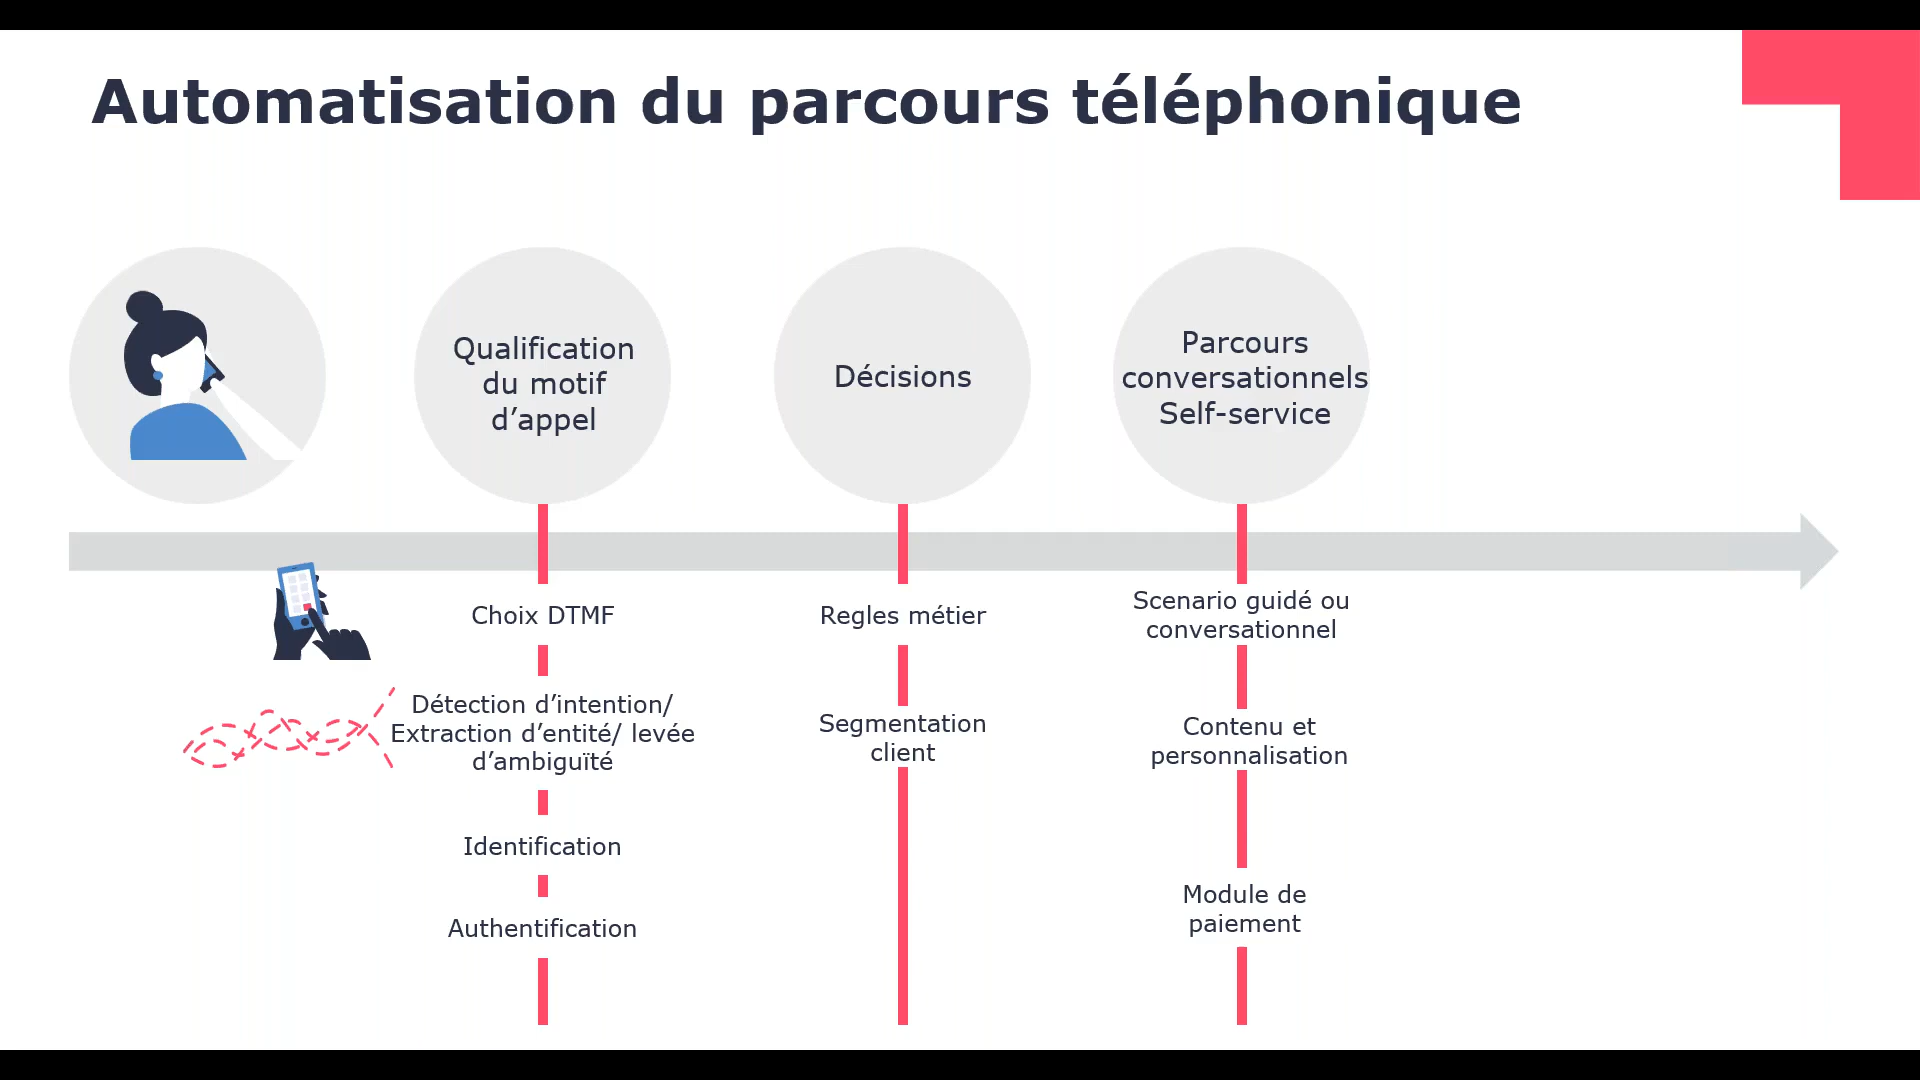 Automatisation du parcours téléphonique
Qualification
du motif
d’appel
Décisions
Parcours
conversationnels
Self-service
Choix DTMF
Détection d’intention/
Extraction d’entité/ levée
d’ambiguïté
Identification
Authentification
Regles métier
Segmentation
client
Scenario guidé ou
conversationnel
Contenu et
personnalisation
Module de
paiement